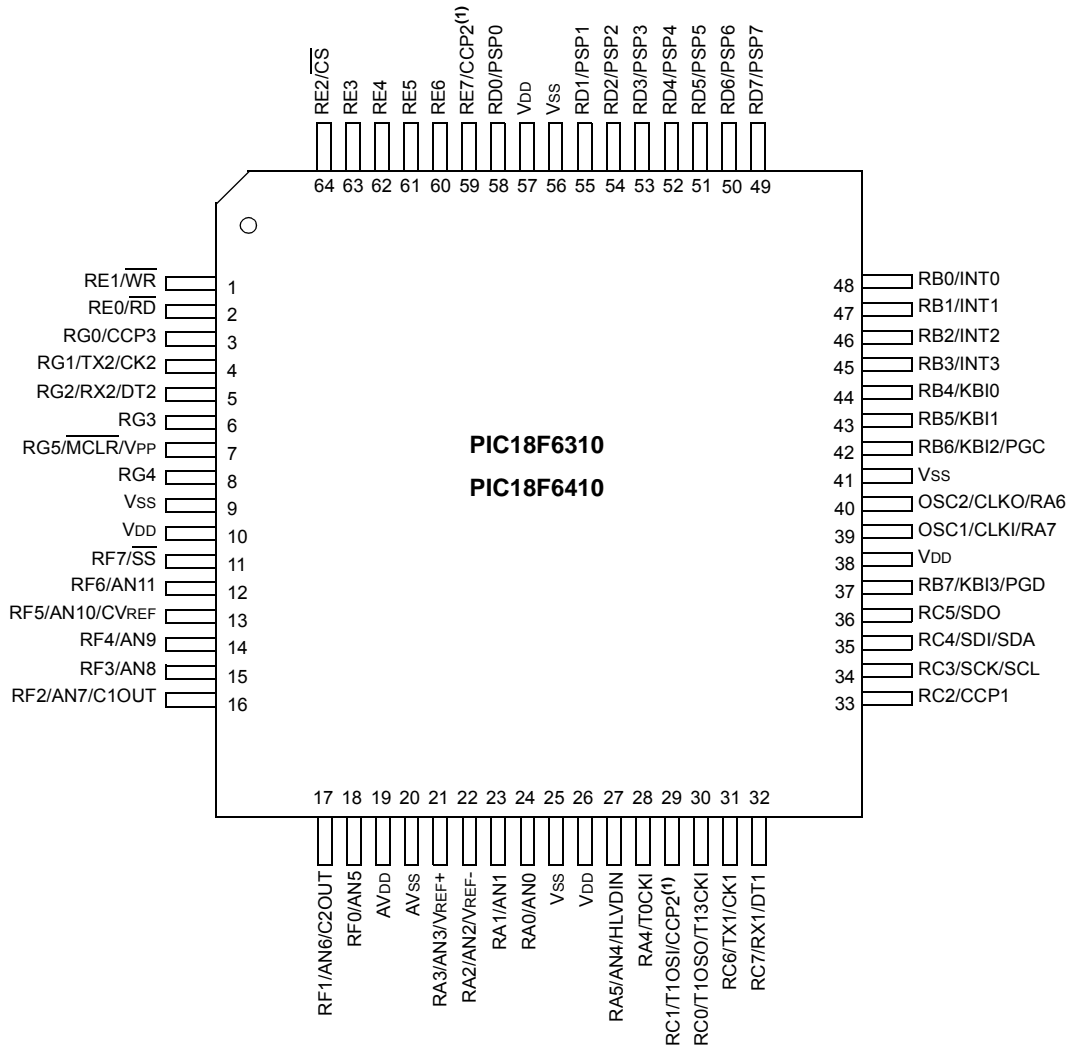 RE2/CS
RE3
RE4
RE5
RE6
RE7/CCP2(1)
RD0/PSP0
VDD
VSS
RD1/PSP1
RD2/PSP2
RD3/PSP3
RD4/PSP4
RD5/PSP5
RD6/PSP6
RD7/PSP7
64 63 62 61 60 59 58 57 56 55 54 53 52 51 50 49
RE1/WR 1
RE0/RD 2
RG0/CCP3 3
RG1/TX2/CK2 4
RG2/RX2/DT2 5
RG3 6
RG5/MCLR/VPP 7
RG4 8
VSS 9
VDD 10
RF7/SS 11
RF6/AN11 12
RF5/AN10/CVREF 13
RF4/AN9 14
RF3/AN8 15
RF2/AN7/C1OUT 16
PIC18F6310
PIC18F6410
48 RB0/INT0
47 RB1/INT1
46 RB2/INT2
45 RB3/INT3
44 RB4/KBI0
43 RB5/KBI1
42 RB6/KBI2/PGC
41 VSS
40 OSC2/CLKO/RA6
39 OSC1/CLKI/RA7
38 VDD
37 RB7/KBI3/PGD
36 RC5/SDO
35 RC4/SDI/SDA
34 RC3/SCK/SCL
33 RC2/CCP1
17 18 19 20 21 22 23 24 25 26 27 28 29 30 31 32
RF1/AN6/C2OUT
RF0/AN5
AVDD
AVSS
RA3/AN3/VREF+
RA2/AN2/VREF-
RA1/AN1
RA0/AN0
VSS
VDD
RA5/AN4/HLVDIN
RA4/T0CKI
RC1/T1OSI/CCP2(1)
RC0/T1OSO/T13CKI
RC6/TX1/CK1
RC7/RX1/DT1